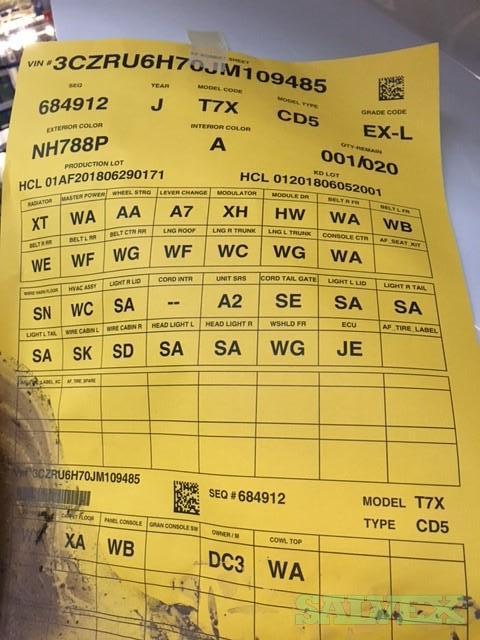 VIN # 3CZRU6H70JM109485
SEQ YEAR MODEL CODE MODEL TYPE GRADE CODE
684912 J T7X CD5 EX-L
EXTERIOR COLOR INTERIOR COLOR QTY-REMAIN
NH788P A 001/020
PRODUCTION LOT KD LOT
HCL 01AF201806290171 HCL 01201806052001
RADIATOR MASTER POWER WHEEL STRG LEVER CHANGE MODULATOR MODULE DR BELT R FR BELT L FR
XT WA AA A7 XH HW WA WB
BELT R RR BELT L RR BELT CTR RR LNG ROOF LNG R TRUNK LNG L TRUNK CONSOLE CTR AF_SEAT_KIT
WE WF WG WF WC WG WA
WIRE HARN FLOOR HVAC ASSY LIGHT R LID CORD INTR UNIT SRS CORD TAIL GATE LIGHT L LID LIGHT R TAIL
SN WC SA -- A2 SE SA SA
LIGHT L TAIL WIRE CABIN L WIRE CABIN R HEAD LIGHT L HEAD LIGHT R WSHLD FR ECU AF_TIRE_LABEL
SA SK SD SA SA WG JE
AF_TIRE_SPARE
3CZRU6H70JM109485
SEQ # 684912 MODEL T7X
TYPE CD5
FLOOR PANEL CONSOLE GRAN CONSOLE SW OWNER / M COWL TOP
XA WB DC3 WA
SALVEX